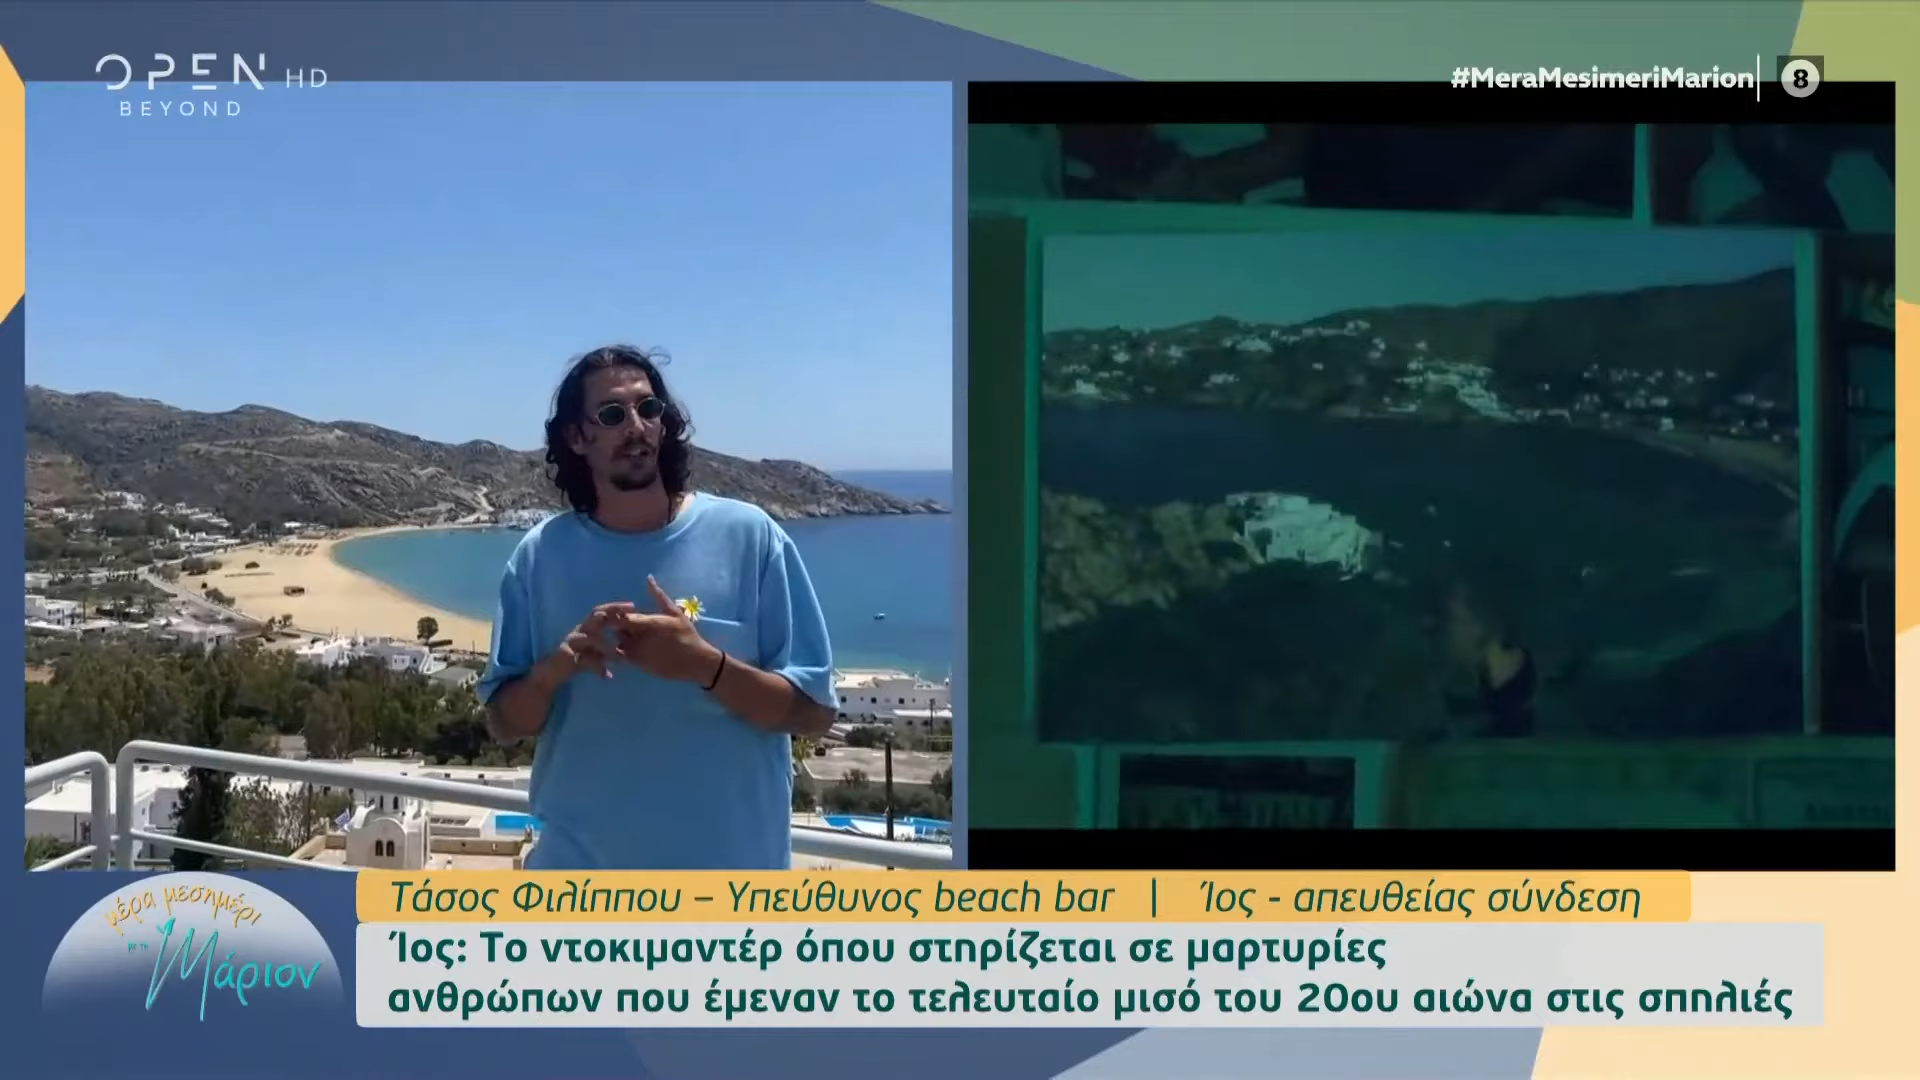 OPEN HD
BEYOND
#MeraMesimeriMarion
8
Τάσος Φιλίππου – Υπεύθυνος beach bar | Ίος - απευθείας σύνδεση
Ίος: Το ντοκιμαντέρ όπου στηρίζεται σε μαρτυρίες
ανθρώπων που έμεναν το τελευταίο μισό του 20ου αιώνα στις σπηλιές
μέρα μεσημέρι
με τη
Μάριον